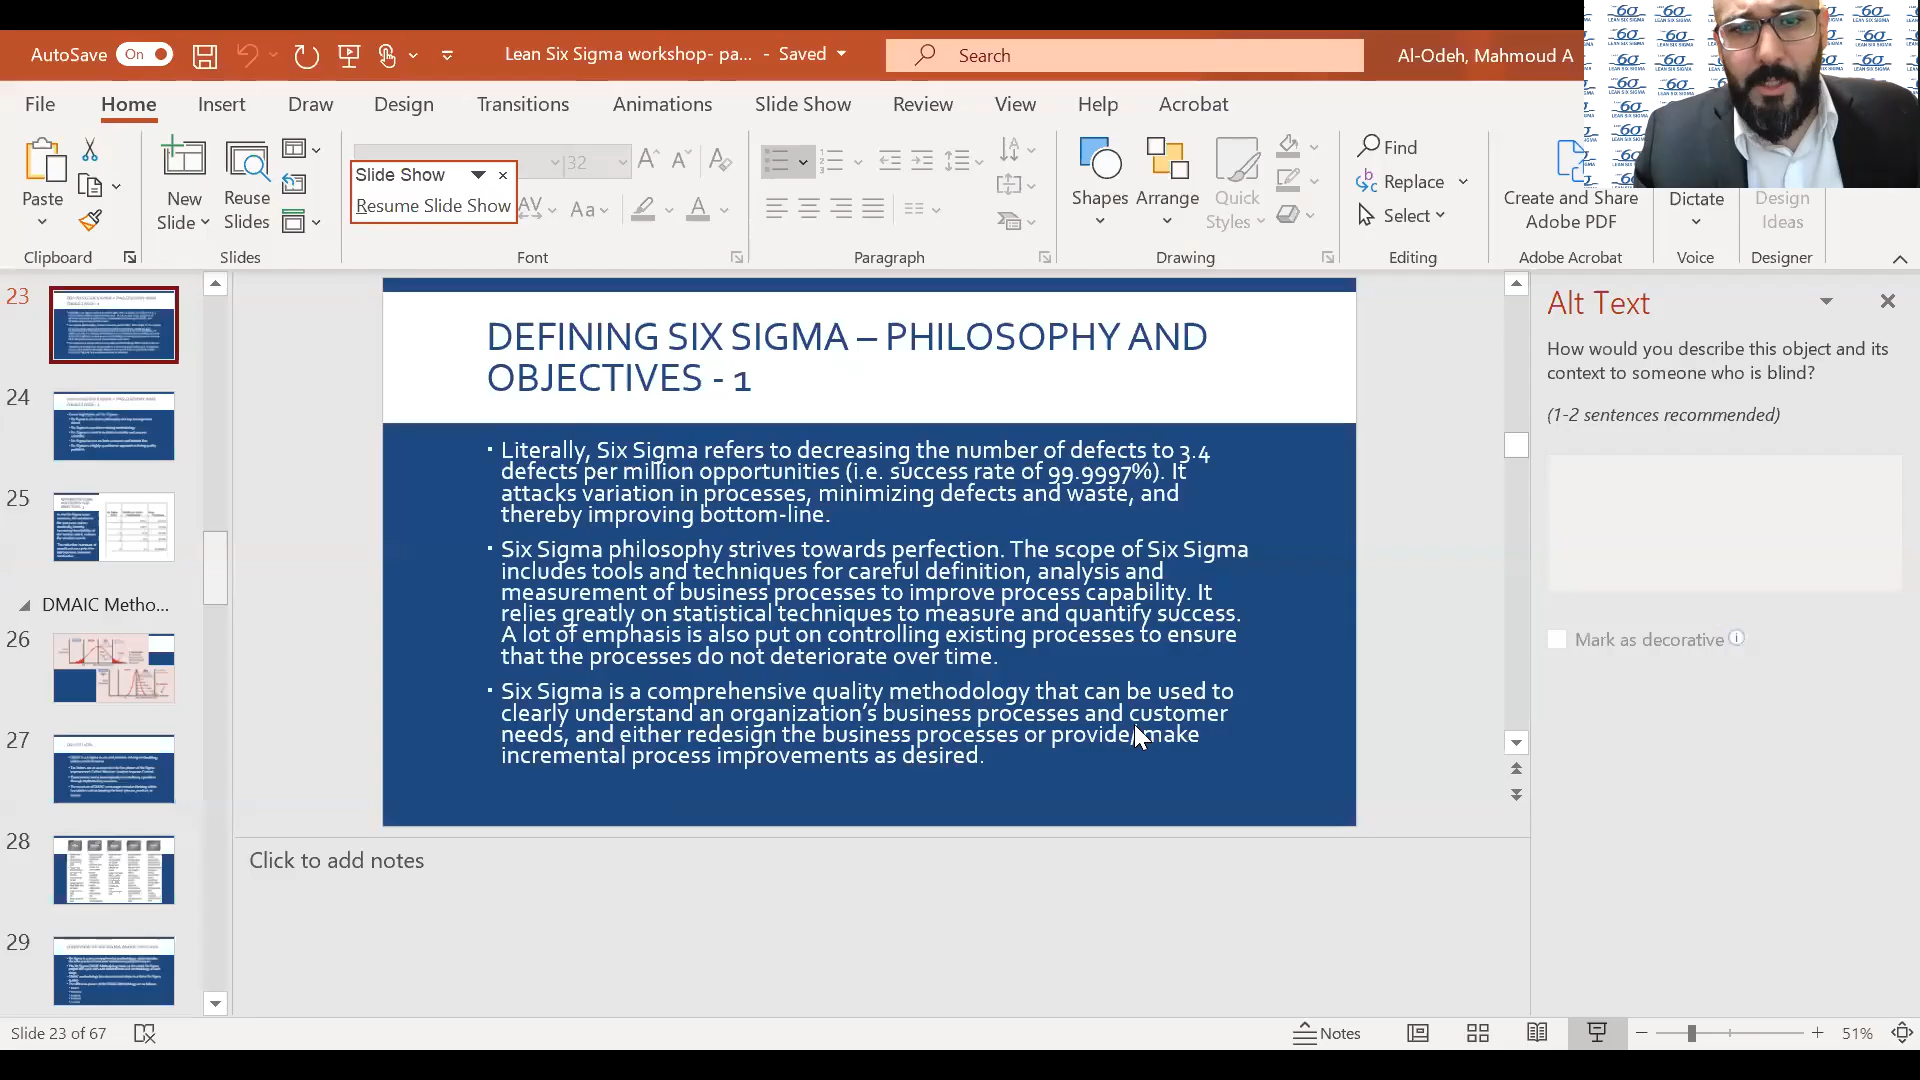 AutoSave On
Lean Six Sigma workshop- pa... - Saved
Search
Al-Odeh, Mahmoud A
File Home Insert Draw Design Transitions Animations Slide Show Review View Help Acrobat
Paste
New Slide
Reuse Slides
32
Slide Show
Resume Slide Show
AV Aa A
Shapes
Arrange
Quick Styles
Find
Replace
Select
Create and Share Adobe PDF
Dictate
Design Ideas
Clipboard Slides Font Paragraph Drawing Editing Adobe Acrobat Voice Designer
6σ
LEAN SIX SIGMA
23
24
25
DMAIC Metho...
26
27
28
29
DEFINING SIX SIGMA – PHILOSOPHY AND
OBJECTIVES - 1
Literally, Six Sigma refers to decreasing the number of defects to 3.4
defects per million opportunities (i.e. success rate of 99.9997%). It
attacks variation in processes, minimizing defects and waste, and
thereby improving bottom-line.
Six Sigma philosophy strives towards perfection. The scope of Six Sigma
includes tools and techniques for careful definition, analysis and
measurement of business processes to improve process capability. It
relies greatly on statistical techniques to measure and quantify success.
A lot of emphasis is also put on controlling existing processes to ensure
that the processes do not deteriorate over time.
Six Sigma is a comprehensive quality methodology that can be used to
clearly understand an organization’s business processes and customer
needs, and either redesign the business processes or provide/make
incremental process improvements as desired.
Click to add notes
Alt Text
How would you describe this object and its
context to someone who is blind?
(1-2 sentences recommended)
Mark as decorative
Slide 23 of 67
Notes
51%